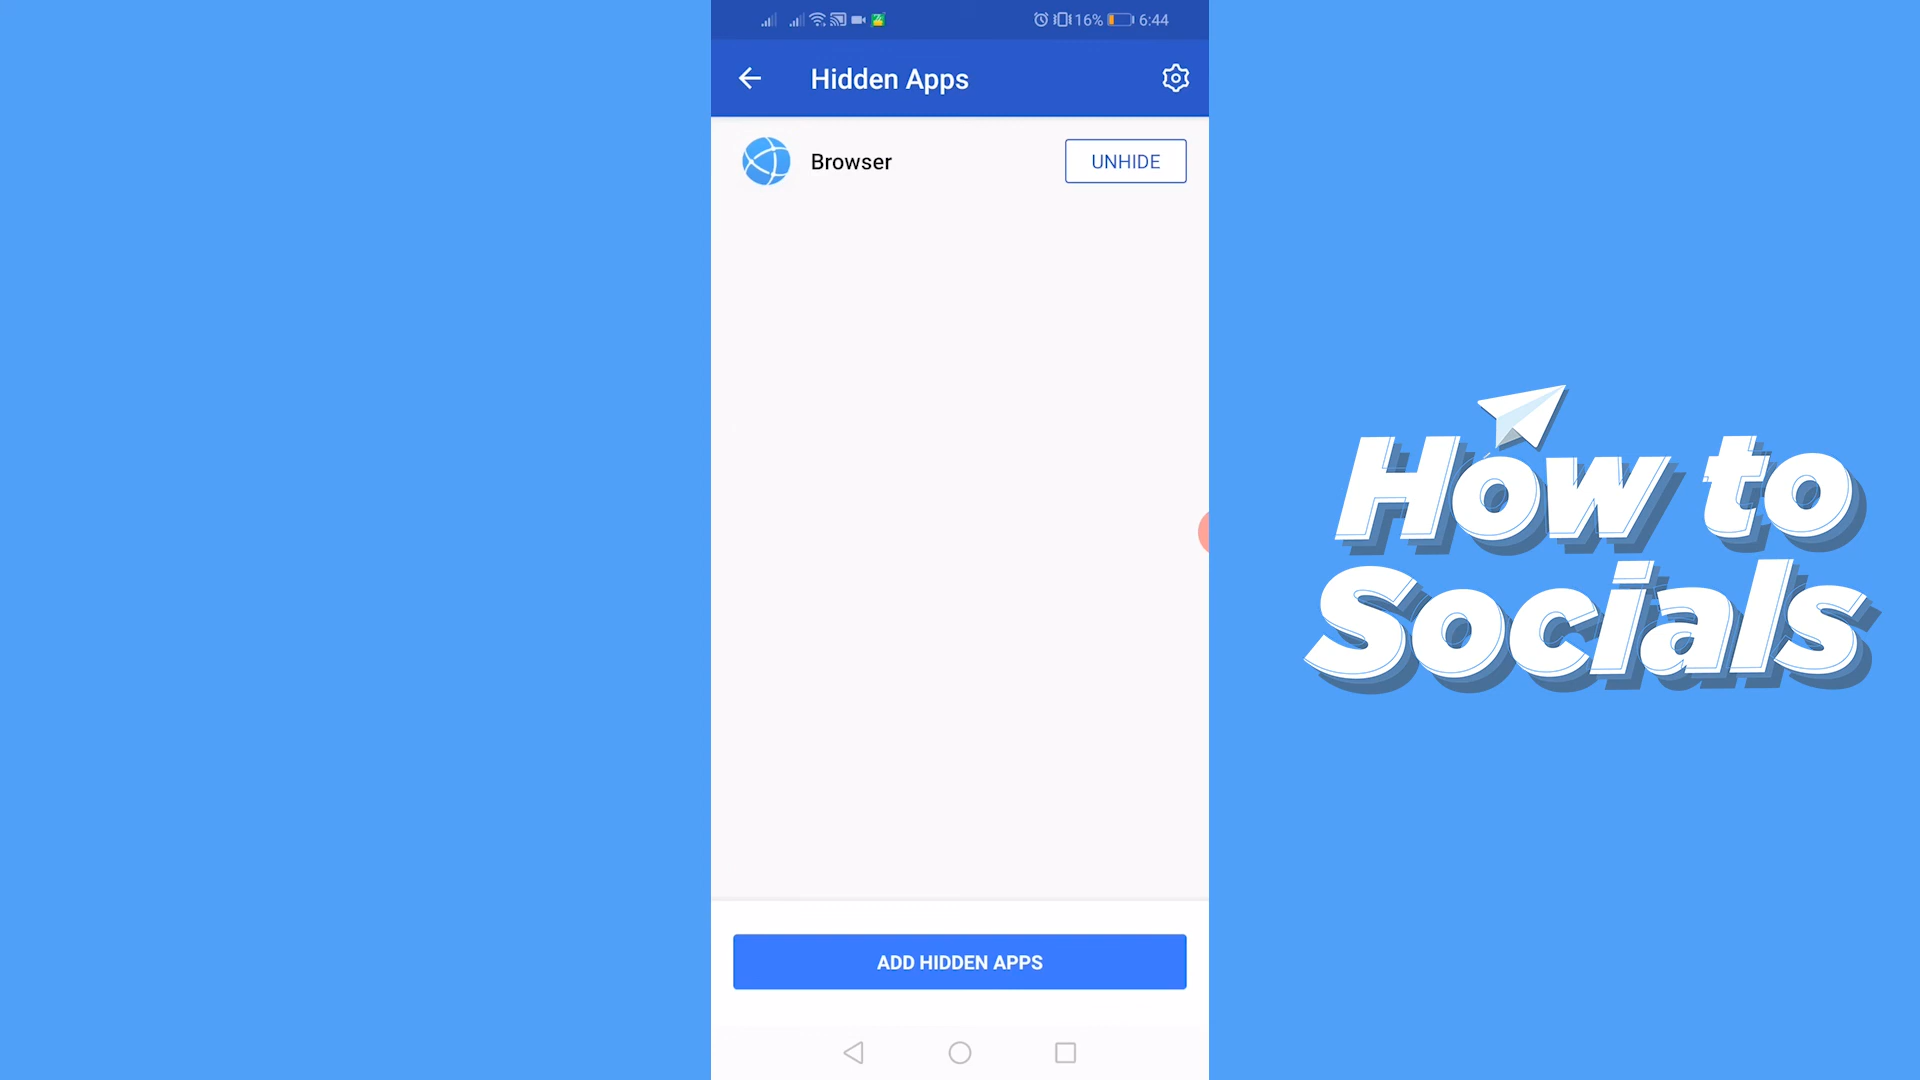 16% 6:44
Hidden Apps
Browser
UNHIDE
How to
Socials
ADD HIDDEN APPS